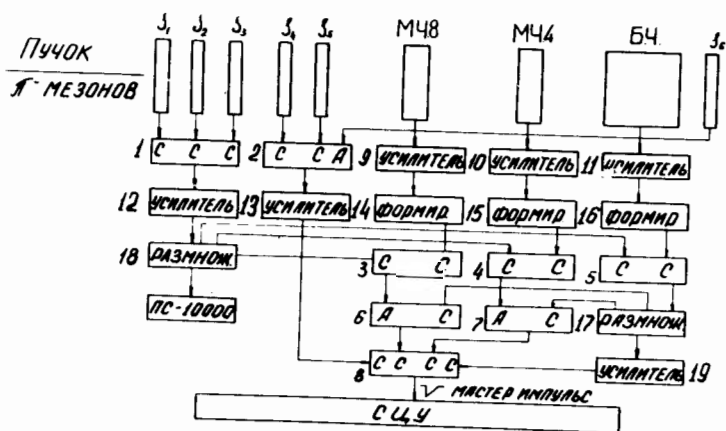 S₁ S₂ S₃ S₄ S₅ МЧ8 МЧ4 БЧ S₆
Пучок
π⁻ МЕЗОНОВ
1 С С С 2 С С А 9 УСИЛИТЕЛЬ 10 УСИЛИТЕЛЬ 11 УСИЛИТЕЛЬ
12 УСИЛИТЕЛЬ 13 УСИЛИТЕЛЬ 14 ФОРМИР 15 ФОРМИР 16 ФОРМИР
18 РАЗМНОЖ. 3 С С 4 С С 5 С С
ПС-10000 6 А С 7 А С 17 РАЗМНОЖ.
8 С С С С УСИЛИТЕЛЬ 19
МАСТЕР ИМПУЛЬС
СЦУ